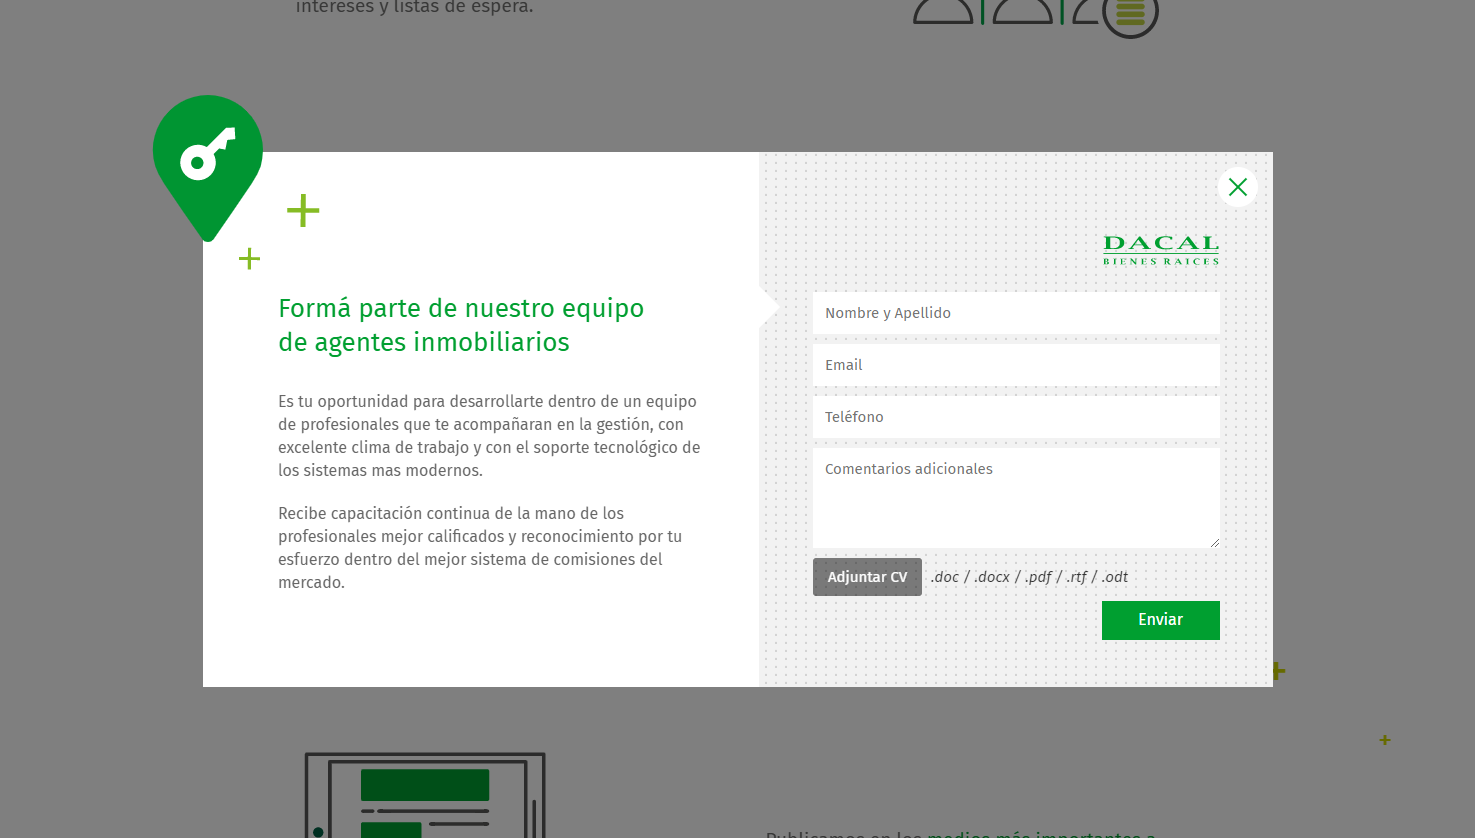 intereses y listas de espera.
Formá parte de nuestro equipo
de agentes inmobiliarios
Es tu oportunidad para desarrollarte dentro de un equipo
de profesionales que te acompañaran en la gestión, con
excelente clima de trabajo y con el soporte tecnológico de
los sistemas mas modernos.
Recibe capacitación continua de la mano de los
profesionales mejor calificados y reconocimiento por tu
esfuerzo dentro del mejor sistema de comisiones del
mercado.
DACAL
BIENES RAICES
Nombre y Apellido
Email
Teléfono
Comentarios adicionales
Adjuntar CV .doc / .docx / .pdf / .rtf / .odt
Enviar
Publicamos en los medios más importantes a